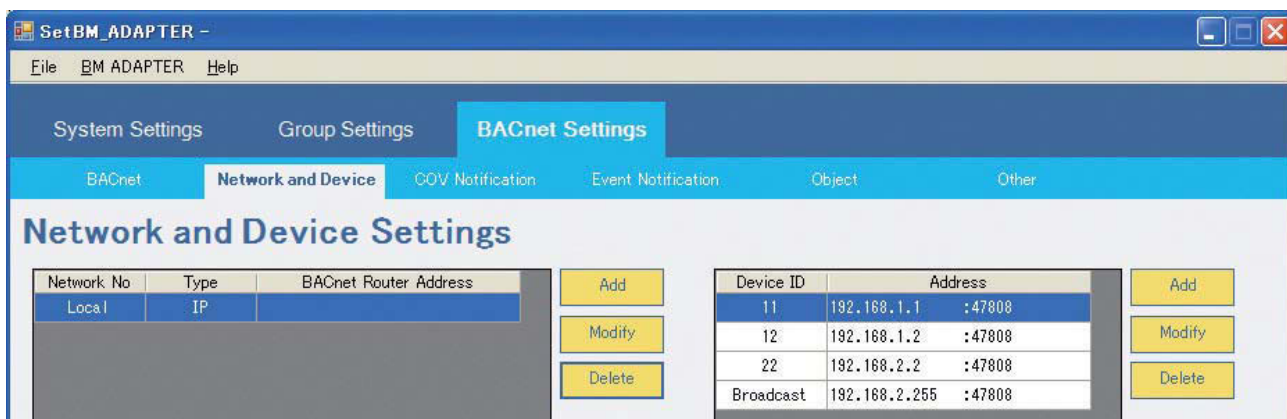 SetBM_ADAPTER -
File BM ADAPTER Help
System Settings Group Settings BACnet Settings
BACnet Network and Device COV Notification Event Notification Object Other
Network and Device Settings
Network No Type BACnet Router Address
Local IP
Add
Modify
Delete
Device ID Address
11 192.168.1.1 :47808
12 192.168.1.2 :47808
22 192.168.2.2 :47808
Broadcast 192.168.2.255 :47808
Add
Modify
Delete